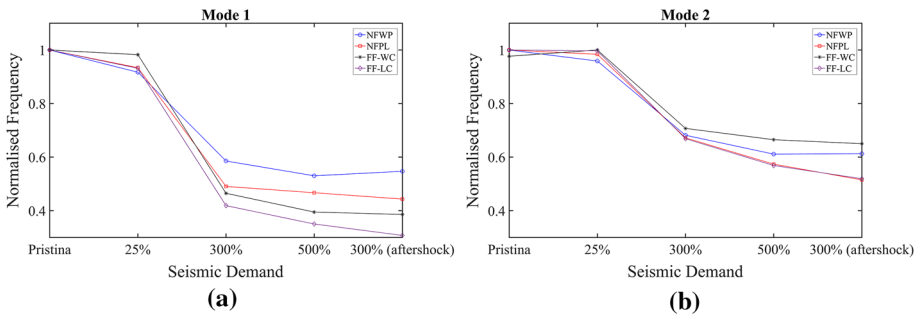 Mode 1
Normalised Frequency
1
0.8
0.6
0.4
NFWP
NFPL
FF-WC
FF-LC
Pristina 25% 300% 500% 300% (aftershock)
Seismic Demand
(a)
Mode 2
Normalised Frequency
1
0.8
0.6
0.4
NFWP
NFPL
FF-WC
FF-LC
Pristina 25% 300% 500% 300% (aftershock)
Seismic Demand
(b)